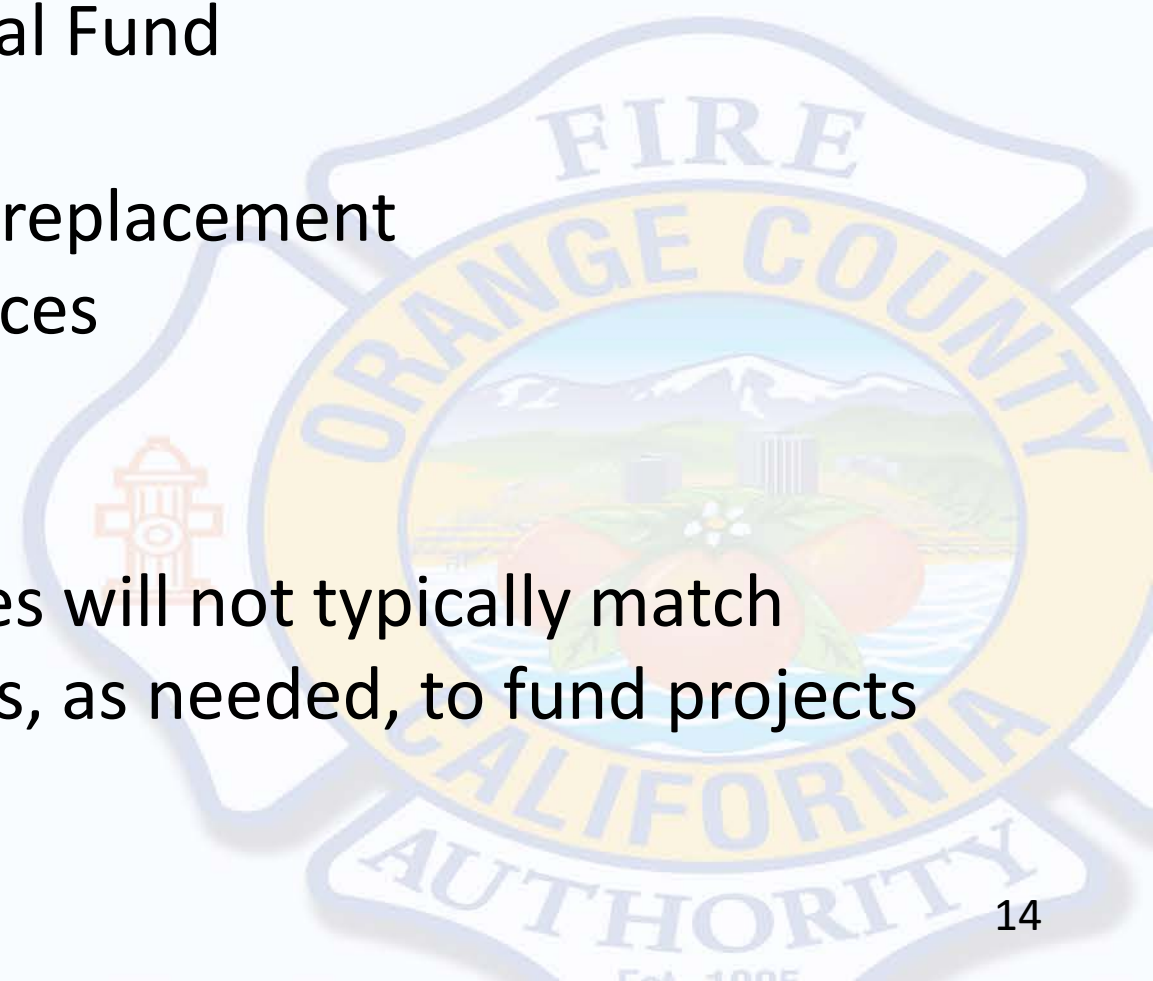 al Fund
replacement
ces
es will not typically match
s, as needed, to fund projects
FIRE
ORANGE COUNTY
CALIFORNIA
AUTHORITY
14